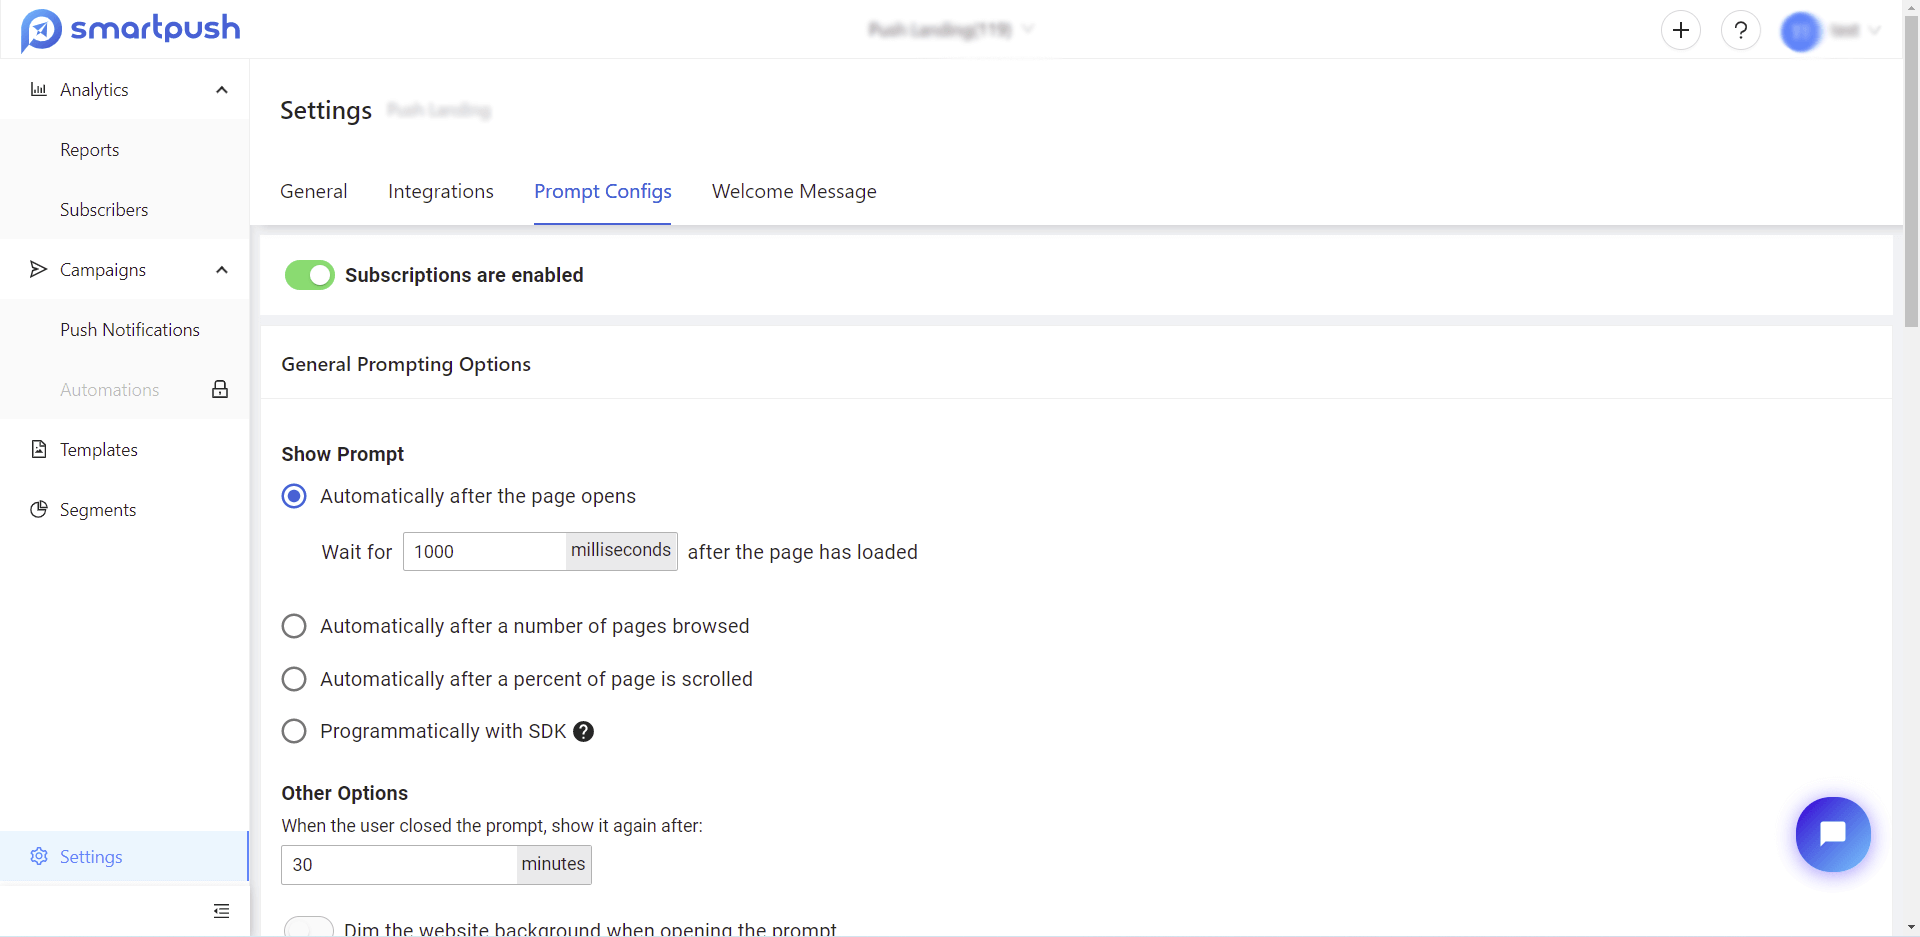 smartpush
Analytics
Reports
Subscribers
Campaigns
Push Notifications
Automations
Templates
Segments
Settings
Settings
General Integrations Prompt Configs Welcome Message
Subscriptions are enabled
General Prompting Options
Show Prompt
Automatically after the page opens
Wait for 1000 milliseconds after the page has loaded
Automatically after a number of pages browsed
Automatically after a percent of page is scrolled
Programmatically with SDK ?
Other Options
When the user closed the prompt, show it again after:
30 minutes
Dim the website background when opening the prompt